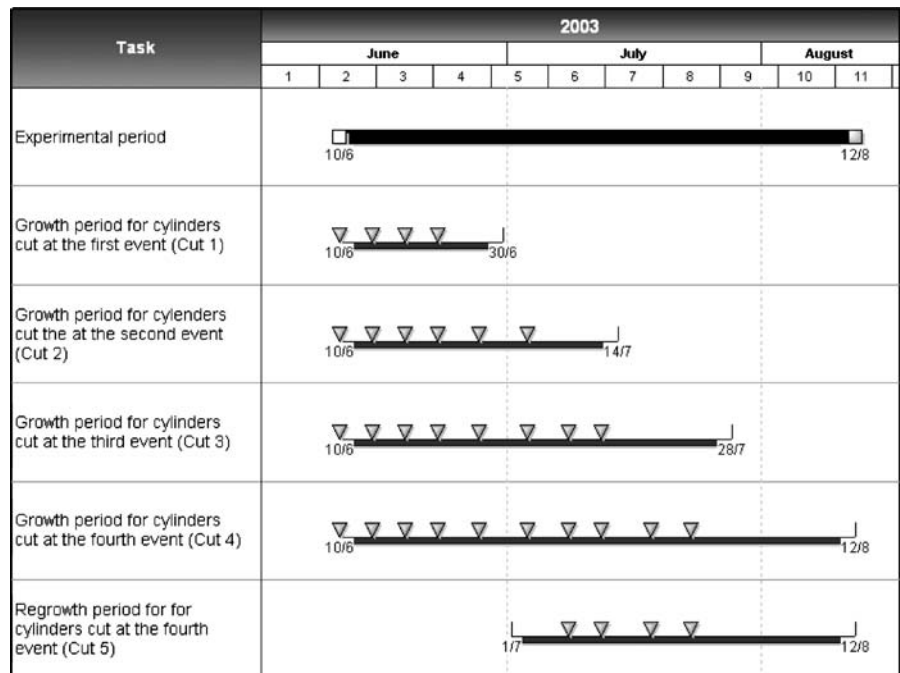 Task
2003
June July August
1 2 3 4 5 6 7 8 9 10 11
Experimental period
10/6 12/8
Growth period for cylinders
cut at the first event (Cut 1)
10/6 30/6
Growth period for cylenders
cut the at the second event
(Cut 2)
10/6 14/7
Growth period for cylinders
cut at the third event (Cut 3)
10/6 28/7
Growth period for cylinders
cut at the fourth event (Cut 4)
10/6 12/8
Regrowth period for for
cylinders cut at the fourth
event (Cut 5)
1/7 12/8